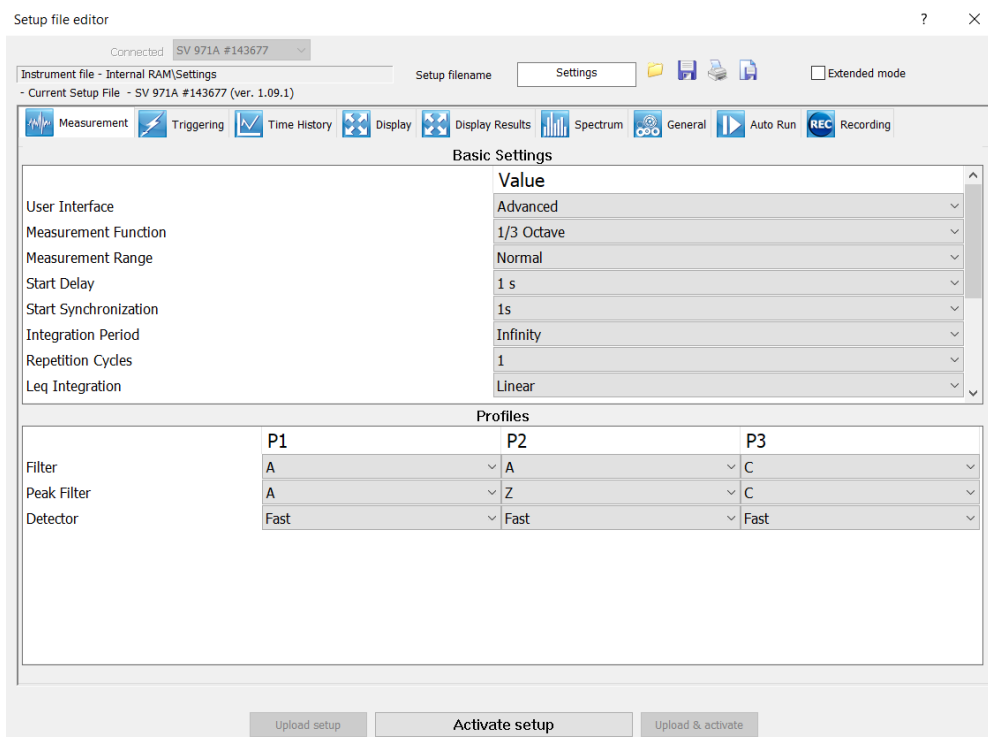 Setup file editor ? ×
Connected SV 971A #143677
Instrument file - Internal RAM\Settings Setup filename Settings Extended mode
- Current Setup File - SV 971A #143677 (ver. 1.09.1)
Measurement Triggering Time History Display Display Results Spectrum General Auto Run REC Recording
Basic Settings
Value
User Interface Advanced
Measurement Function 1/3 Octave
Measurement Range Normal
Start Delay 1 s
Start Synchronization 1s
Integration Period Infinity
Repetition Cycles 1
Leq Integration Linear
Profiles
P1 P2 P3
Filter A A C
Peak Filter A Z C
Detector Fast Fast Fast
Upload setup Activate setup Upload & activate